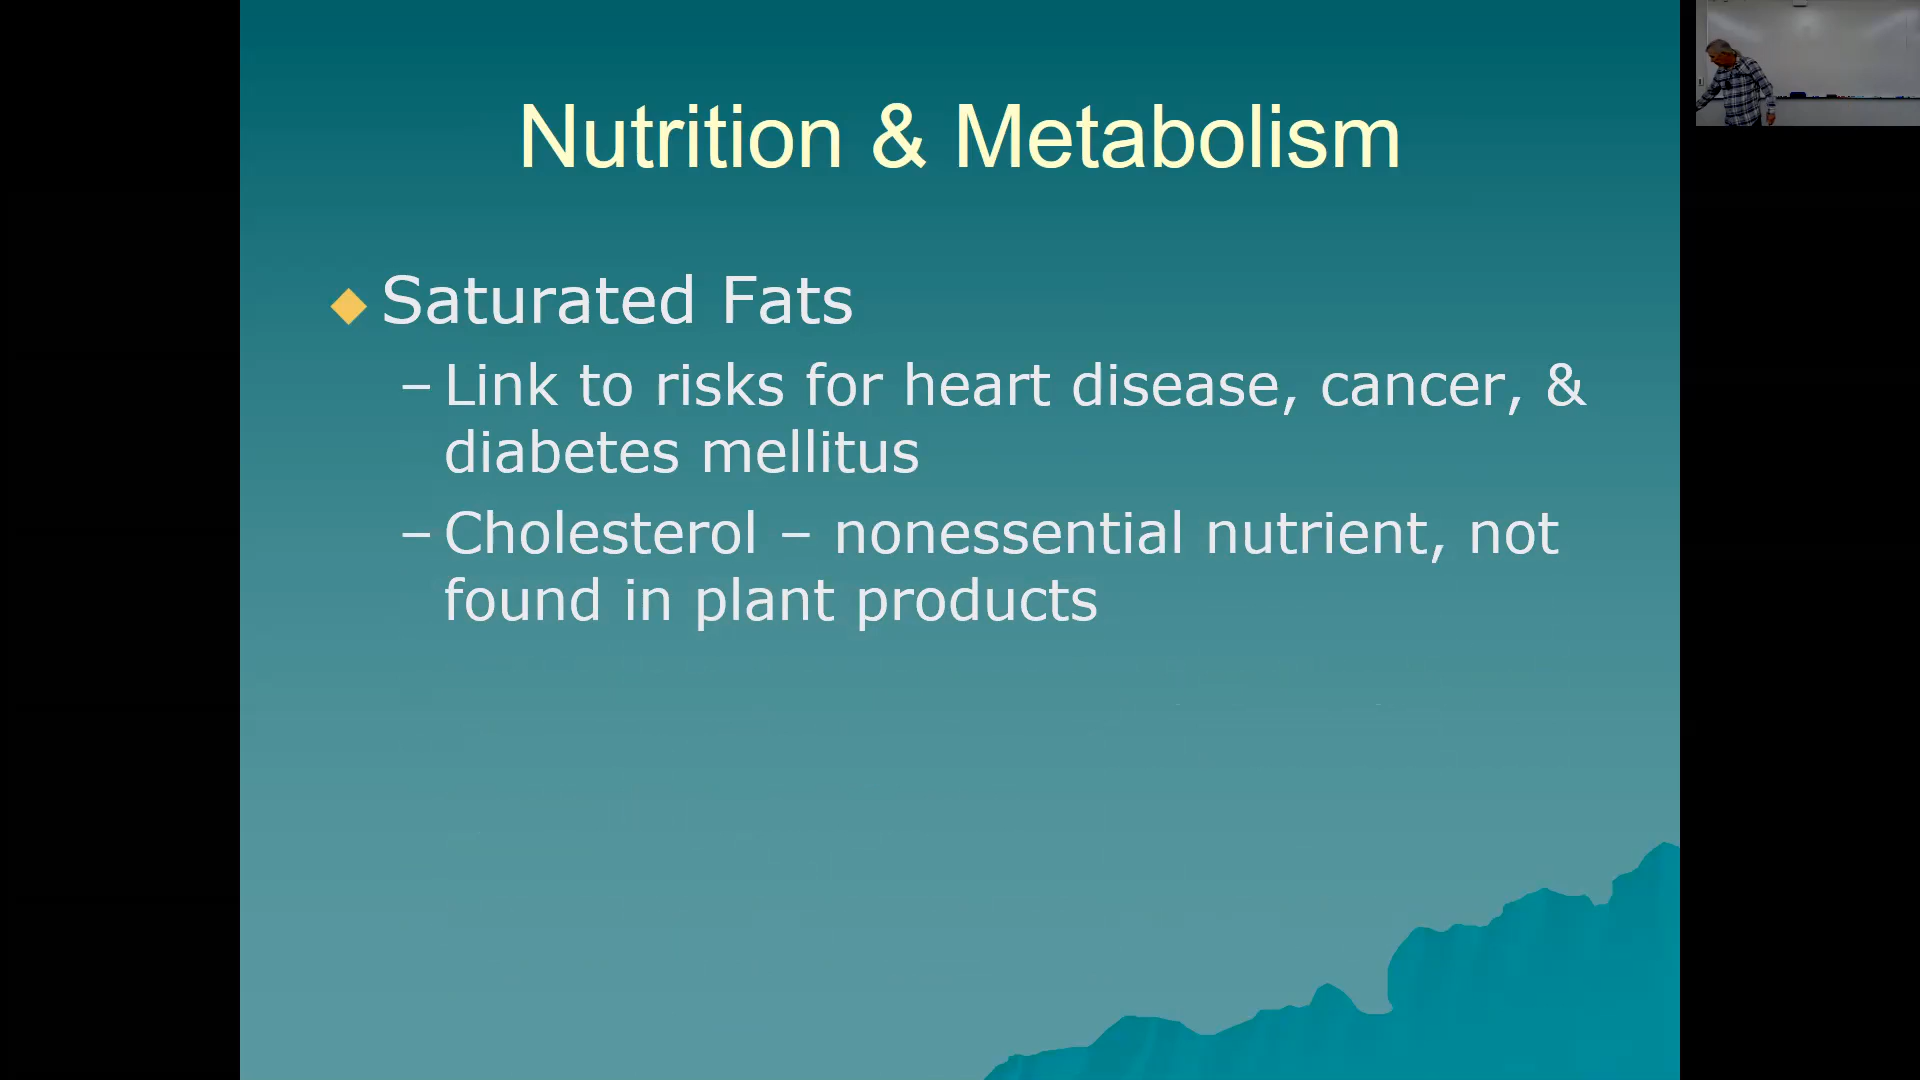 Nutrition & Metabolism
Saturated Fats
–Link to risks for heart disease, cancer, &
diabetes mellitus
–Cholesterol – nonessential nutrient, not
found in plant products